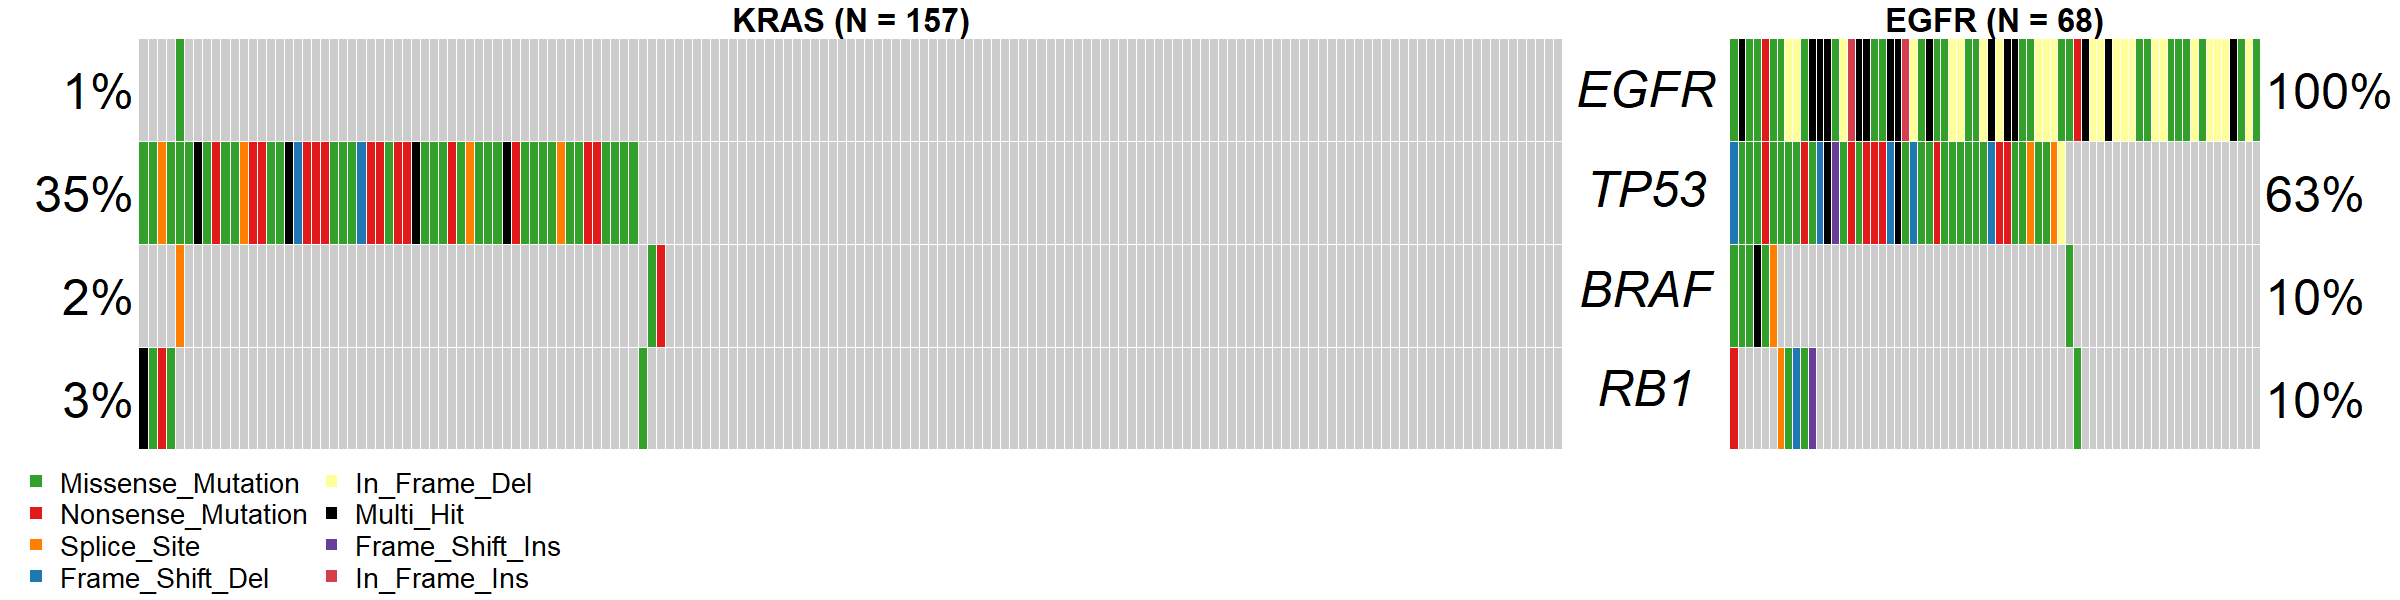 KRAS (N = 157) EGFR (N = 68)
1% EGFR 100%
35% TP53 63%
2% BRAF 10%
3% RB1 10%
Missense_Mutation In_Frame_Del
Nonsense_Mutation Multi_Hit
Splice_Site Frame_Shift_Ins
Frame_Shift_Del In_Frame_Ins